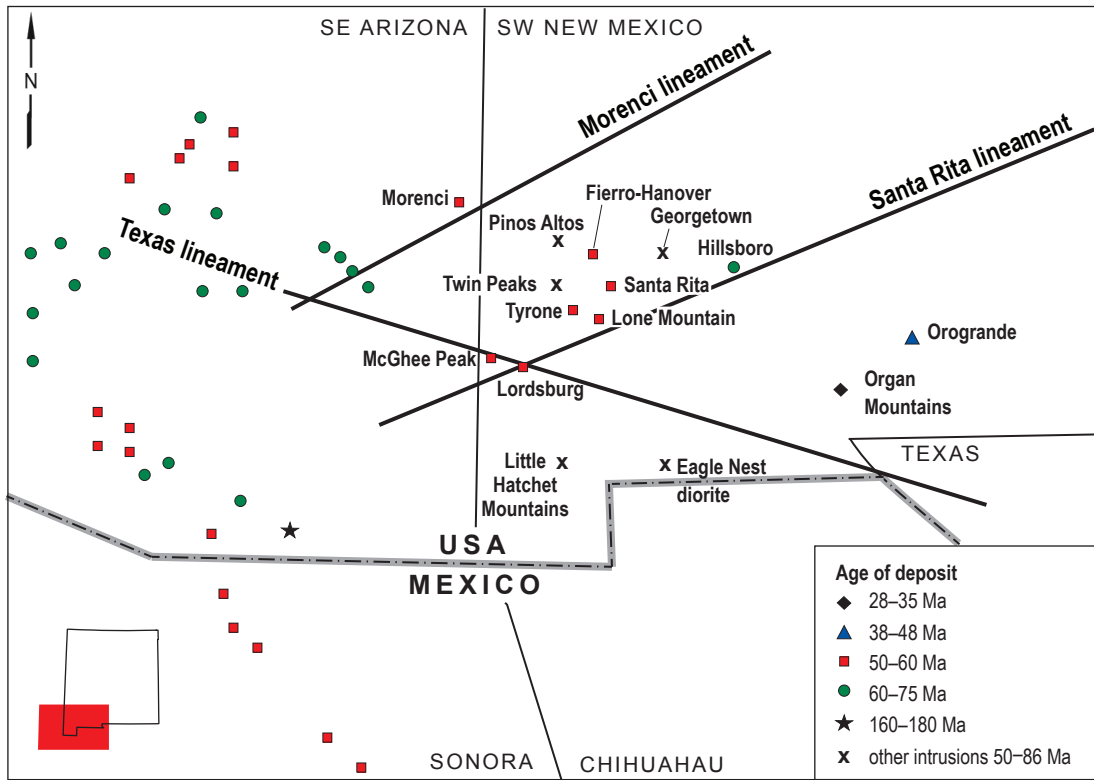 SE ARIZONA
SW NEW MEXICO
N
Morenci lineament
Santa Rita lineament
Texas lineament
Morenci
Fierro-Hanover
Pinos Altos
Georgetown
Hillsboro
Twin Peaks
Santa Rita
Tyrone
Lone Mountain
McGhee Peak
Lordsburg
Orogrande
Organ
Mountains
TEXAS
Little
Hatchet
Mountains
Eagle Nest
diorite
USA
MEXICO
SONORA
CHIHUAHAU
Age of deposit
28–35 Ma
38–48 Ma
50–60 Ma
60–75 Ma
160–180 Ma
x other intrusions 50–86 Ma